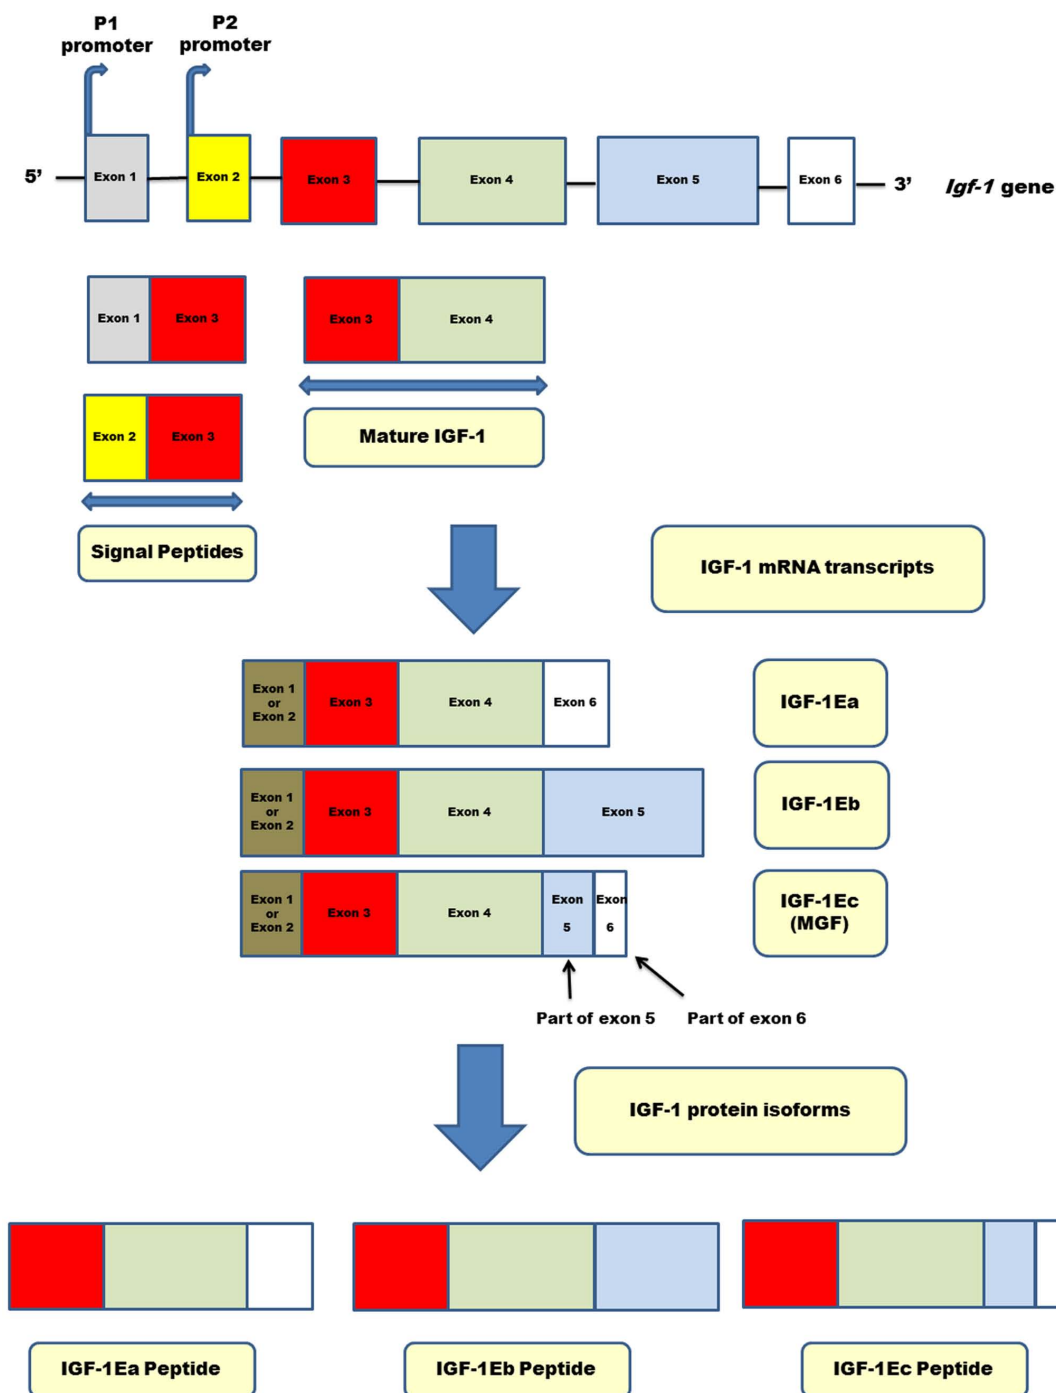 P1
promoter
P2
promoter
5’
Exon 1
Exon 2
Exon 3
Exon 4
Exon 5
Exon 6
3’
Igf-1 gene
Exon 1
Exon 3
Exon 3
Exon 4
Exon 2
Exon 3
Mature IGF-1
Signal Peptides
IGF-1 mRNA transcripts
Exon 1
or
Exon 2
Exon 3
Exon 4
Exon 6
IGF-1Ea
Exon 1
or
Exon 2
Exon 3
Exon 4
Exon 5
IGF-1Eb
Exon 1
or
Exon 2
Exon 3
Exon 4
Exon
5
Exon
6
IGF-1Ec
(MGF)
Part of exon 5
Part of exon 6
IGF-1 protein isoforms
IGF-1Ea Peptide
IGF-1Eb Peptide
IGF-1Ec Peptide